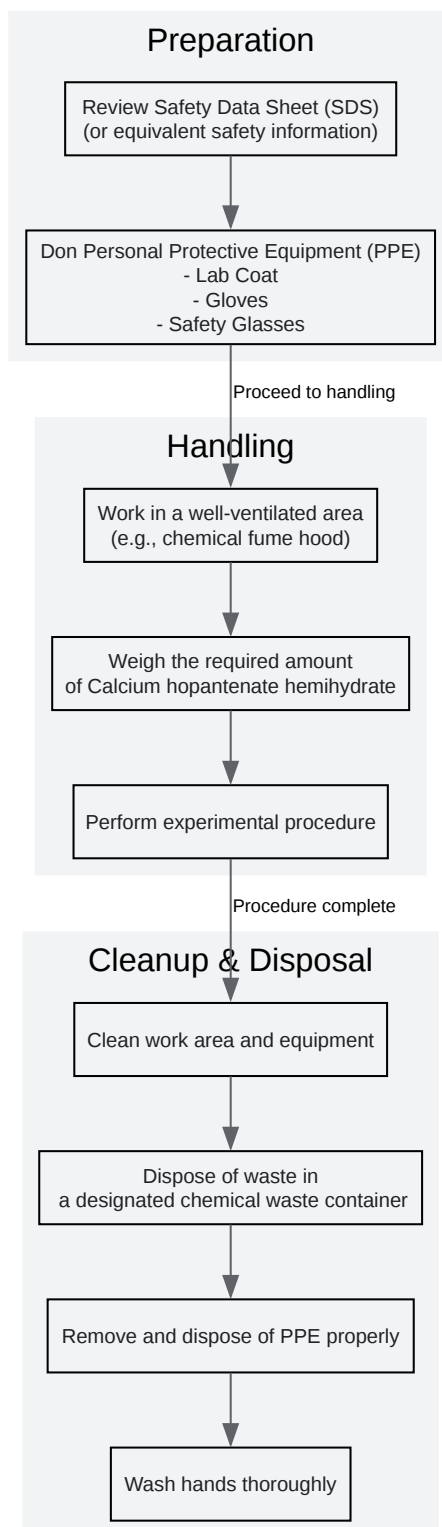 Preparation
Review Safety Data Sheet (SDS)
(or equivalent safety information)
Don Personal Protective Equipment (PPE)
- Lab Coat
- Gloves
- Safety Glasses
Proceed to handling
Handling
Work in a well-ventilated area
(e.g., chemical fume hood)
Weigh the required amount
of Calcium hopantenate hemihydrate
Perform experimental procedure
Procedure complete
Cleanup & Disposal
Clean work area and equipment
Dispose of waste in
a designated chemical waste container
Remove and dispose of PPE properly
Wash hands thoroughly